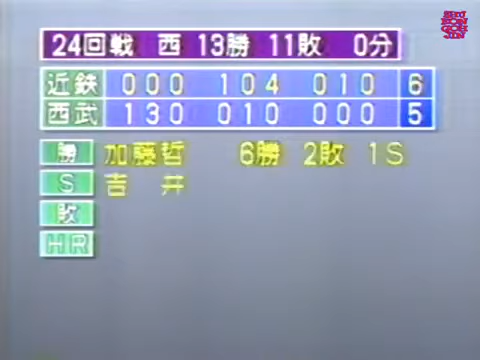 24回戦 西 13勝 11敗 0分
近鉄 000 104 010 6
西武 130 010 000 5
勝 加藤哲 6勝 2敗 1S
S 吉井
敗
HR